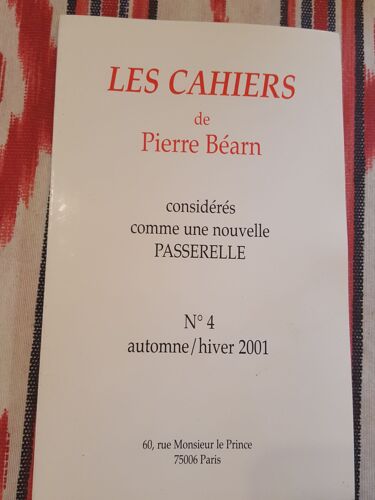 LES CAHIERS
de
Pierre Béarn
considérés
comme une nouvelle
PASSERELLE
N° 4
automne/hiver 2001
60, rue Monsieur le Prince
75006 Paris